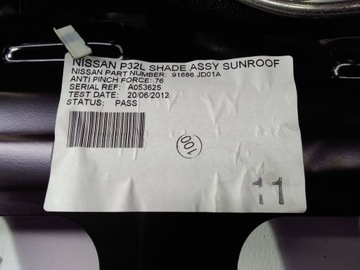 NISSAN P32L SHADE ASSY SUNROOF
NISSAN PART NUMBER: 91686 JD01A
ANTI PINCH FORCE: 76
SERIAL REF: A053625
TEST DATE: 20/06/2012
STATUS: PASS
100
11